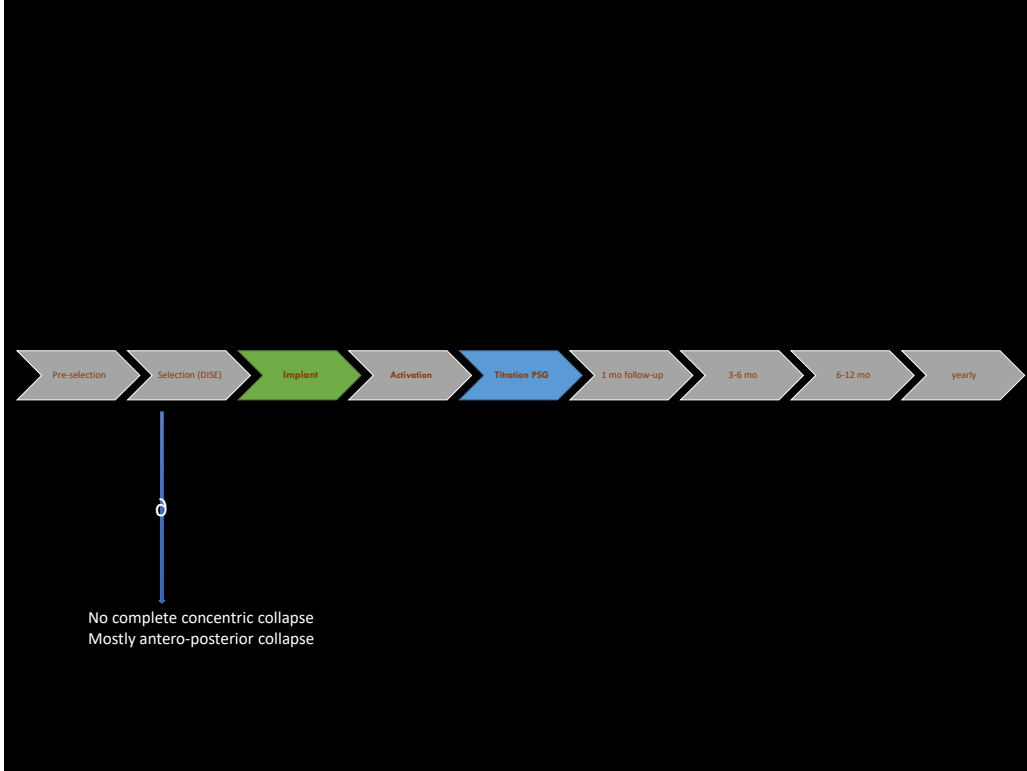 Pre-selection
Selection (DISE)
Implant
Activation
Titration PSG
1 mo follow-up
3-6 mo
6-12 mo
yearly
∂
No complete concentric collapse
Mostly antero-posterior collapse